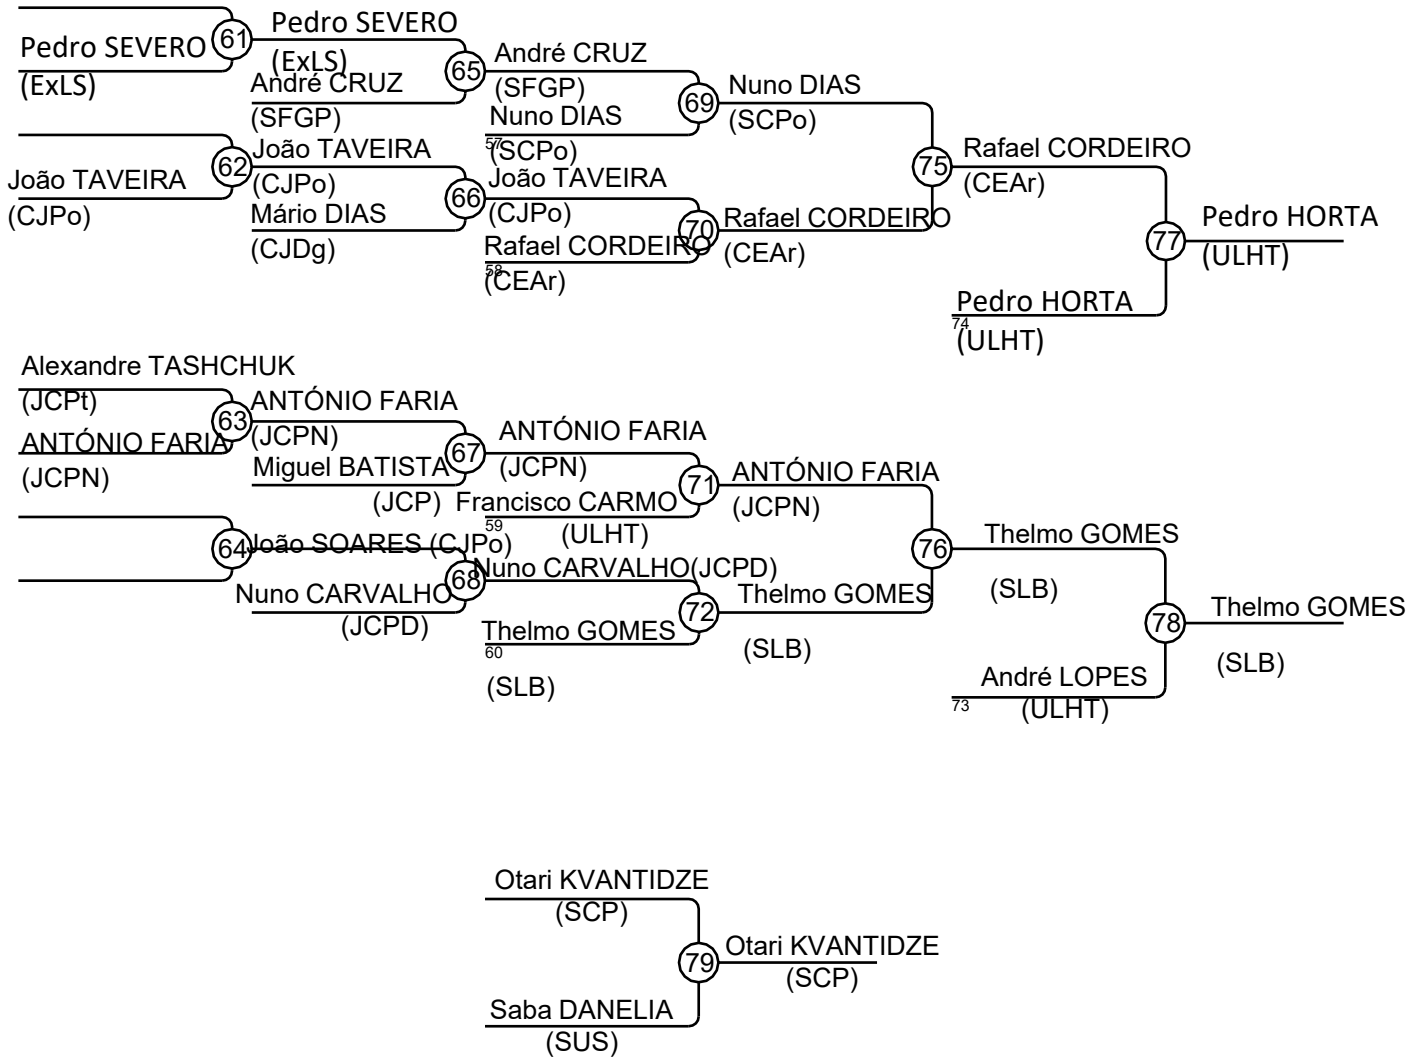 Pedro SEVERO
(ExLS)
61
Pedro SEVERO
(ExLS)
André CRUZ
(SFGP)
65
André CRUZ
(SFGP)
Nuno DIAS
57
(SCPo)
69
Nuno DIAS
(SCPo)
João TAVEIRA
(CJPo)
62
João TAVEIRA
(CJPo)
Mário DIAS
(CJDg)
66
João TAVEIRA
(CJPo)
Rafael CORDEIRO
58
(CEAr)
70
Rafael CORDEIRO
(CEAr)
75
Rafael CORDEIRO
(CEAr)
Pedro HORTA
74
(ULHT)
77
Pedro HORTA
(ULHT)
Alexandre TASHCHUK
(JCPt)
ANTÓNIO FARIA
(JCPN)
63
ANTÓNIO FARIA
(JCPN)
Miguel BATISTA
(JCP)
67
ANTÓNIO FARIA
(JCPN)
Francisco CARMO
59
(ULHT)
71
ANTÓNIO FARIA
(JCPN)
64
João SOARES (CJPo)
Nuno CARVALHO
(JCPD)
68
Nuno CARVALHO(JCPD)
Thelmo GOMES
60
(SLB)
72
Thelmo GOMES
(SLB)
76
Thelmo GOMES
(SLB)
André LOPES
73
(ULHT)
78
Thelmo GOMES
(SLB)
Otari KVANTIDZE
(SCP)
Saba DANELIA
(SUS)
79
Otari KVANTIDZE
(SCP)